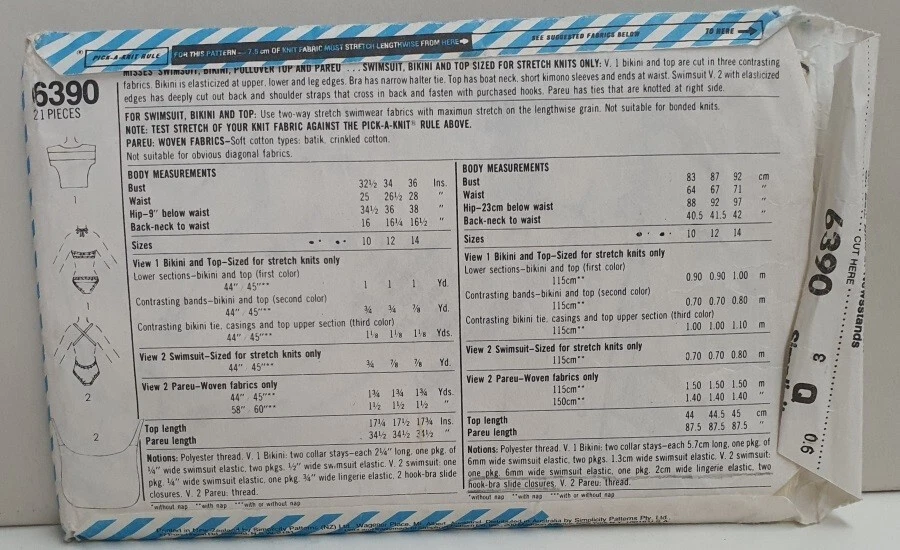 PICK-A-KNIT RULE
FOR THIS PATTERN — 7.5 cm OF KNIT FABRIC MUST STRETCH LENGTHWISE FROM HERE
SEE SUGGESTED FABRICS BELOW
TO HERE
6390
21 PIECES
MISSES' SWIMSUIT, BIKINI, PULLOVER TOP AND PAREU ... SWIMSUIT, BIKINI AND TOP SIZED FOR STRETCH KNITS ONLY: V. 1 bikini and top are cut in three contrasting
fabrics. Bikini is elasticized at upper, lower and leg edges. Bra has narrow halter tie. Top has boat neck, short kimono sleeves and ends at waist. Swimsuit V. 2 with elasticized
edges has deeply cut out back and shoulder straps that cross in back and fasten with purchased hooks. Pareu has ties that are knotted at right side.
FOR SWIMSUIT, BIKINI AND TOP: Use two-way stretch swimwear fabrics with maximun stretch on the lengthwise grain. Not suitable for bonded knits.
NOTE: TEST STRETCH OF YOUR KNIT FABRIC AGAINST THE PICK-A-KNIT® RULE ABOVE.
PAREU: WOVEN FABRICS-Soft cotton types: batik, crinkled cotton.
Not suitable for obvious diagonal fabrics.
1
1
2
2
BODY MEASUREMENTS
Bust 32½ 34 36 Ins.
Waist 25 26½ 28 "
Hip-9" below waist 34½ 36 38 "
Back-neck to waist 16 16¼ 16½ "
Sizes 10 12 14
View 1 Bikini and Top-Sized for stretch knits only
Lower sections-bikini and top (first color)
44" / 45"** 1 1 1 Yd.
Contrasting bands-bikini and top (second color)
44" / 45"** ¾ ¾ ⅞ Yd.
Contrasting bikini tie, casings and top upper section (third color)
44" / 45"** 1⅛ 1⅛ 1⅛ Yds.
View 2 Swimsuit-Sized for stretch knits only
44" / 45"** ¾ ⅞ ⅞ Yd.
View 2 Pareu-Woven fabrics only
44" / 45"** 1¾ 1¾ 1¾ Yds.
58" / 60"** 1½ 1½ 1½ "
Top length 17¼ 17½ 17¾ Ins.
Pareu length 34½ 34½ 34½ "
Notions: Polyester thread. V. 1 Bikini: two collar stays-each 2¼" long, one pkg. of
¼" wide swimsuit elastic, two pkgs. ½" wide swimsuit elastic. V. 2 swimsuit: one
pkg. ¼" wide swimsuit elastic, one pkg. ¾" wide lingerie elastic, 2 hook-bra slide
closures. V. 2 Pareu: thread.
*without nap **with nap ***with or without nap
BODY MEASUREMENTS
Bust 83 87 92 cm
Waist 64 67 71 "
Hip-23cm below waist 88 92 97 "
Back-neck to waist 40.5 41.5 42 "
Sizes 10 12 14
View 1 Bikini and Top-Sized for stretch knits only
Lower sections-bikini and top (first color)
115cm** 0.90 0.90 1.00 m
Contrasting bands-bikini and top (second color)
115cm** 0.70 0.70 0.80 m
Contrasting bikini tie, casings and top upper section (third color)
115cm** 1.00 1.00 1.10 m
View 2 Swimsuit-Sized for stretch knits only
115cm** 0.70 0.70 0.80 m
View 2 Pareu-Woven fabrics only
115cm** 1.50 1.50 1.50 m
150cm** 1.40 1.40 1.40 "
Top length 44 44.5 45 cm
Pareu length 87.5 87.5 87.5 "
Notions: Polyester thread. V. 1 Bikini: two collar stays-each 5.7cm long, one pkg. of
6mm wide swimsuit elastic, two pkgs. 1.3cm wide swimsuit elastic. V. 2 swimsuit:
one pkg. 6mm wide swimsuit elastic, one pkg. 2cm wide lingerie elastic, two
hook-bra slide closures. V. 2 Pareu: thread.
*without nap **with nap ***with or without nap
6390
CUT HERE
3
Q
Printed in New Zealand by Simplicity Patterns (NZ) Ltd., Wagener Place, Mt. Albert, Distributed in Australia by Simplicity Patterns Pty. Ltd.